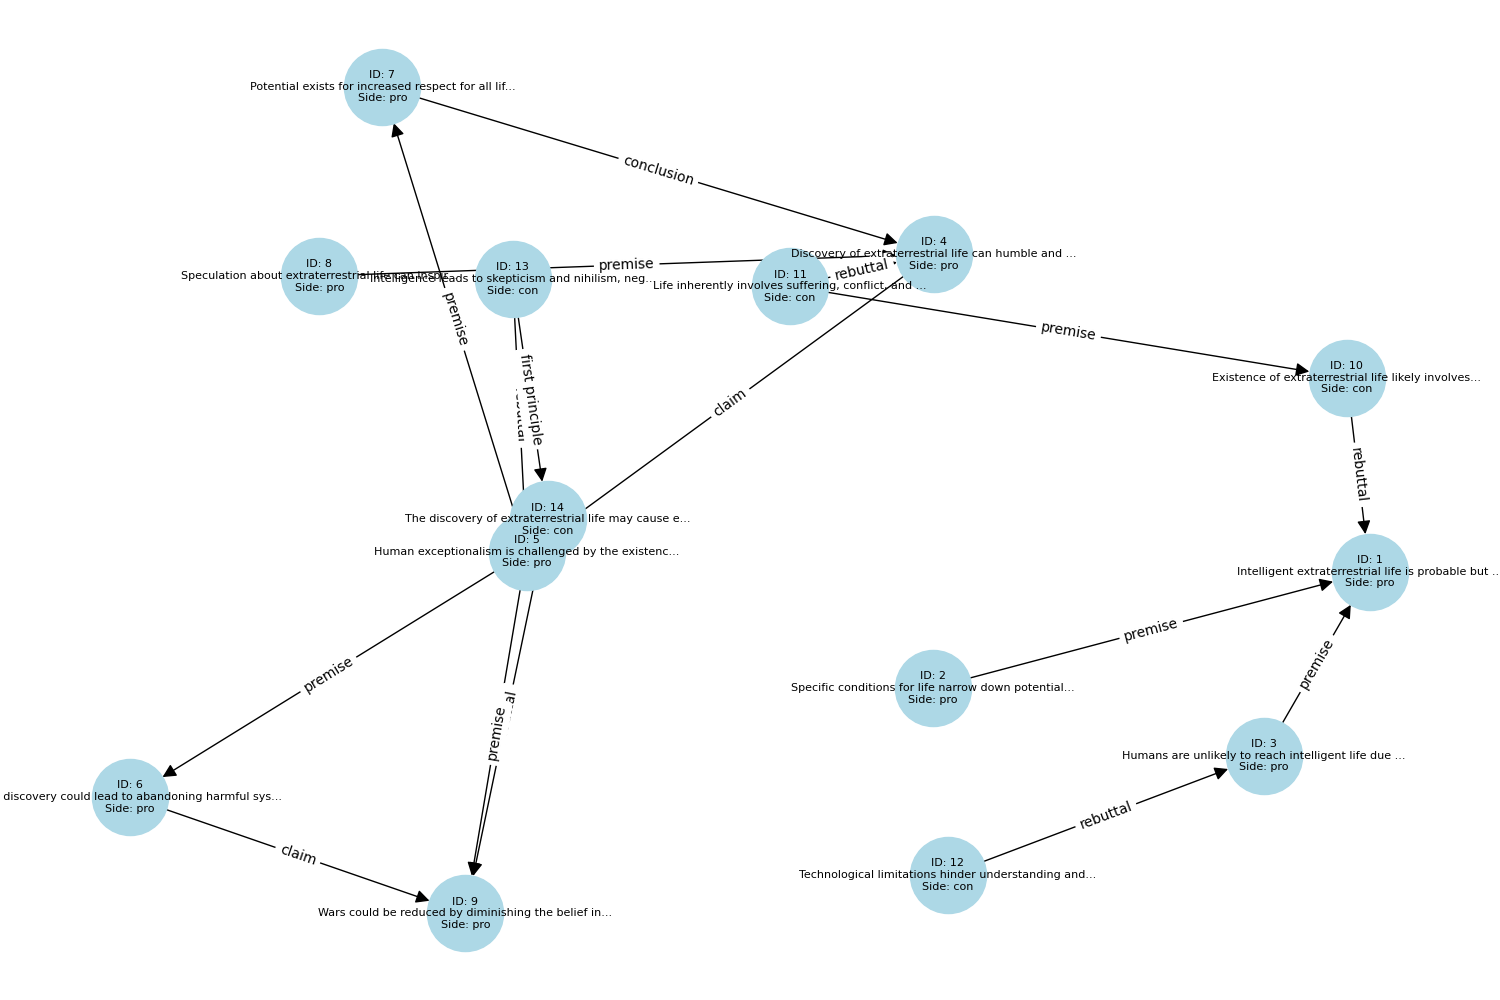 ID: 7
Potential exists for increased respect for all lif...
Side: pro
conclusion
ID: 4
Discovery of extraterrestrial life can humble and ...
Side: pro
ID: 8
Speculation about extraterrestrial life can inspir...
Side: pro
ID: 13
Intelligence leads to skepticism and nihilism, neg...
Side: con
premise
rebuttal
ID: 11
Life inherently involves suffering, conflict, and ...
Side: con
premise
premise
ID: 10
Existence of extraterrestrial life likely involves...
Side: con
first principle
rebuttal
claim
rebuttal
ID: 14
The discovery of extraterrestrial life may cause e...
Side: con
ID: 5
Human exceptionalism is challenged by the existenc...
Side: pro
ID: 1
Intelligent extraterrestrial life is probable but ..
Side: pro
premise
premise
premise
ID: 2
Specific conditions for life narrow down potential...
Side: pro
premise
ID: 3
Humans are unlikely to reach intelligent life due ...
Side: pro
ID: 6
discovery could lead to abandoning harmful sys...
Side: pro
rebuttal
claim
ID: 12
Technological limitations hinder understanding and...
Side: con
ID: 9
Wars could be reduced by diminishing the belief in...
Side: pro